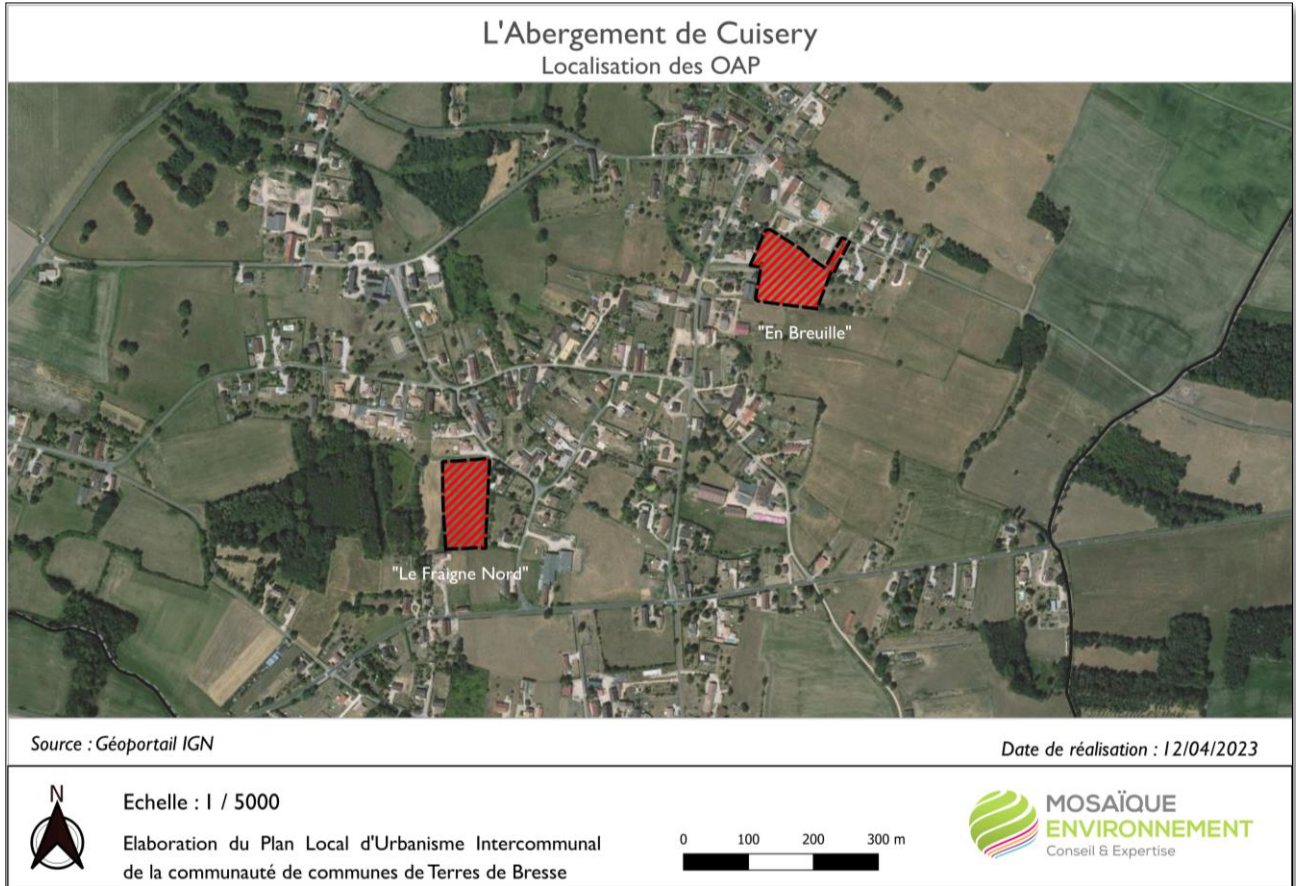 L'Abergement de Cuisery
Localisation des OAP
"En Breuille"
"Le Fraigne Nord"
Source : Géoportail IGN
Date de réalisation : 12/04/2023
N
Echelle : 1 / 5000
Elaboration du Plan Local d'Urbanisme Intercommunal
de la communauté de communes de Terres de Bresse
0 100 200 300 m
MOSAÏQUE
ENVIRONNEMENT
Conseil & Expertise